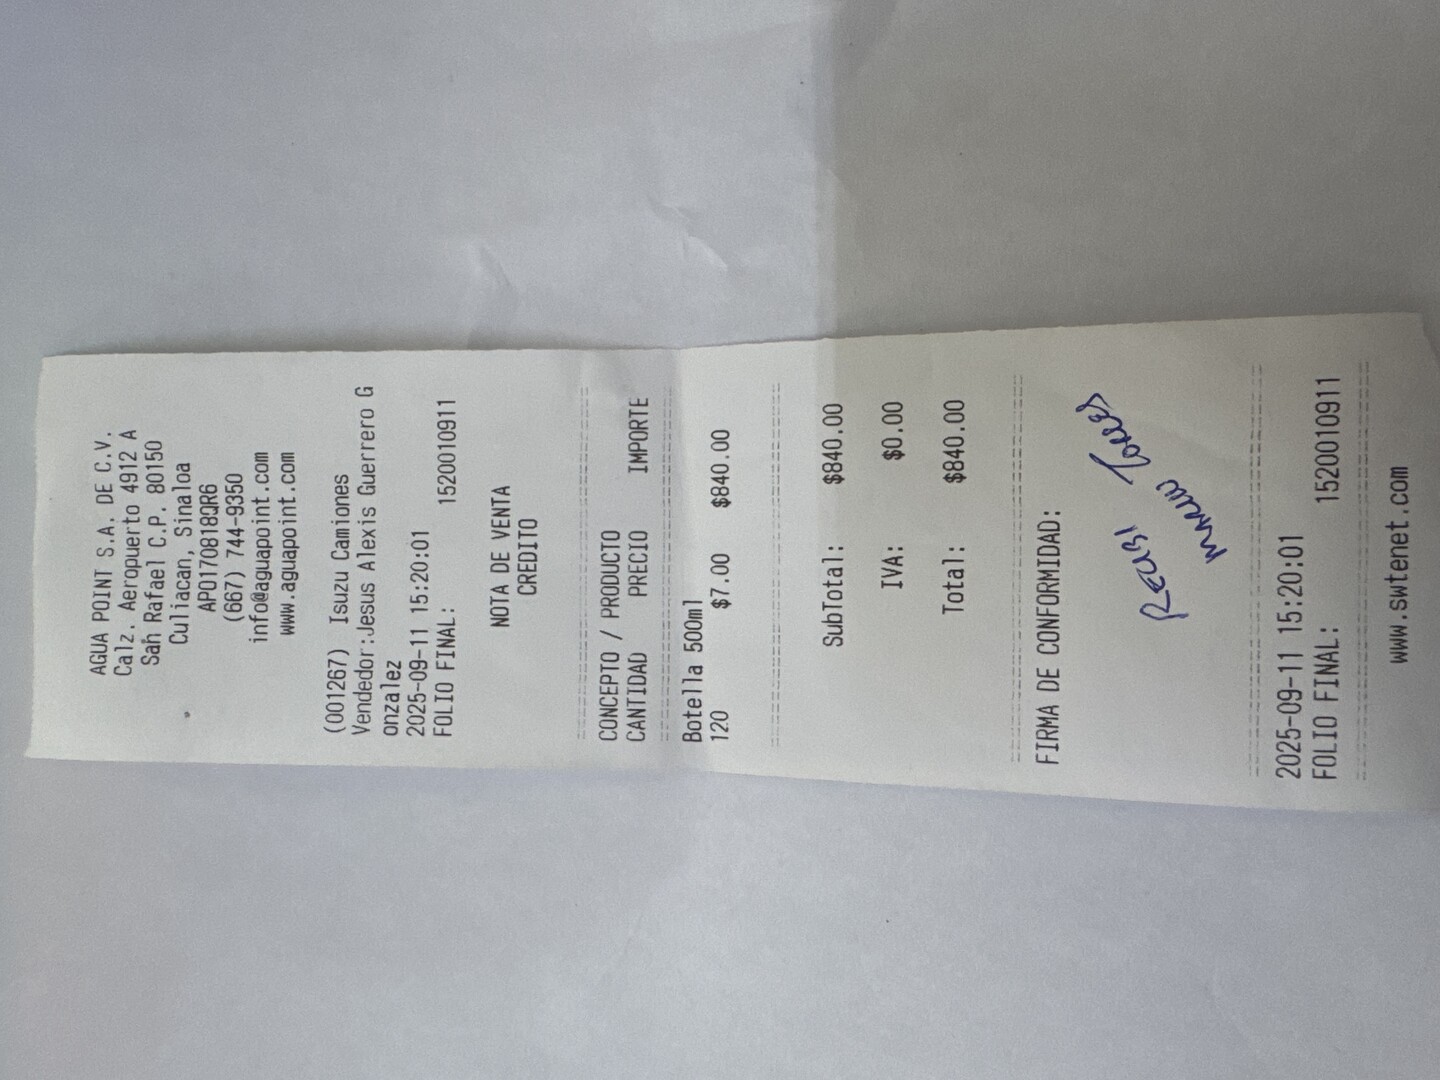 AGUA POINT S.A. DE C.V.
Calz. Aeropuerto 4912 A
San Rafael C.P. 80150
Culiacan, Sinaloa
APO170818QR6
(667) 744-9350
info@aguapoint.com
www.aguapoint.com
(001267) Isuzu Camiones
Vendedor:Jesus Alexis Guerrero G
onzalez
2025-09-11 15:20:01
FOLIO FINAL: 1520010911
NOTA DE VENTA
CREDITO
CONCEPTO / PRODUCTO
CANTIDAD PRECIO IMPORTE
Botella 500ml
120 $7.00 $840.00
SubTotal: $840.00
IVA: $0.00
Total: $840.00
FIRMA DE CONFORMIDAD:
RECIBI
Torres
2025-09-11 15:20:01
FOLIO FINAL: 1520010911
www.swtenet.com